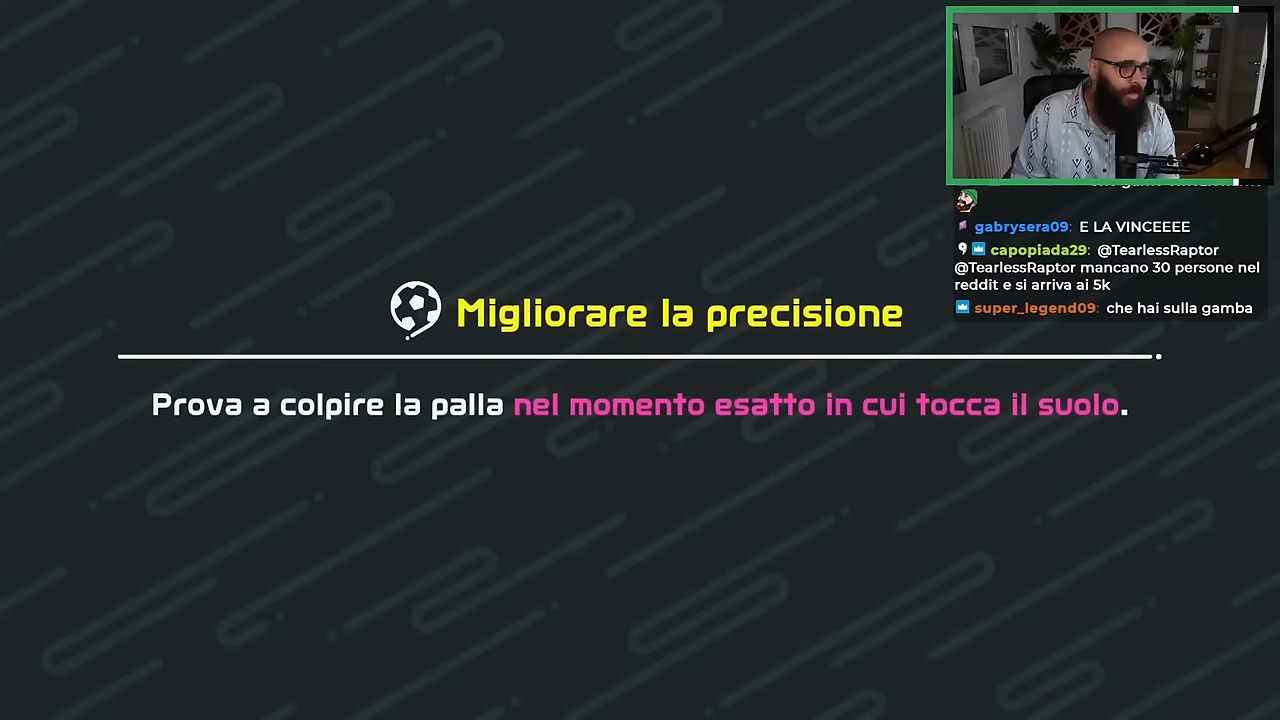 Migliorare la precisione
Prova a colpire la palla nel momento esatto in cui tocca il suolo.
gabrysera09: E LA VINCEEEE
capopiada29: @TearlessRaptor
@TearlessRaptor mancano 30 persone nel
reddit e si arriva ai 5k
super_legend09: che hai sulla gamba